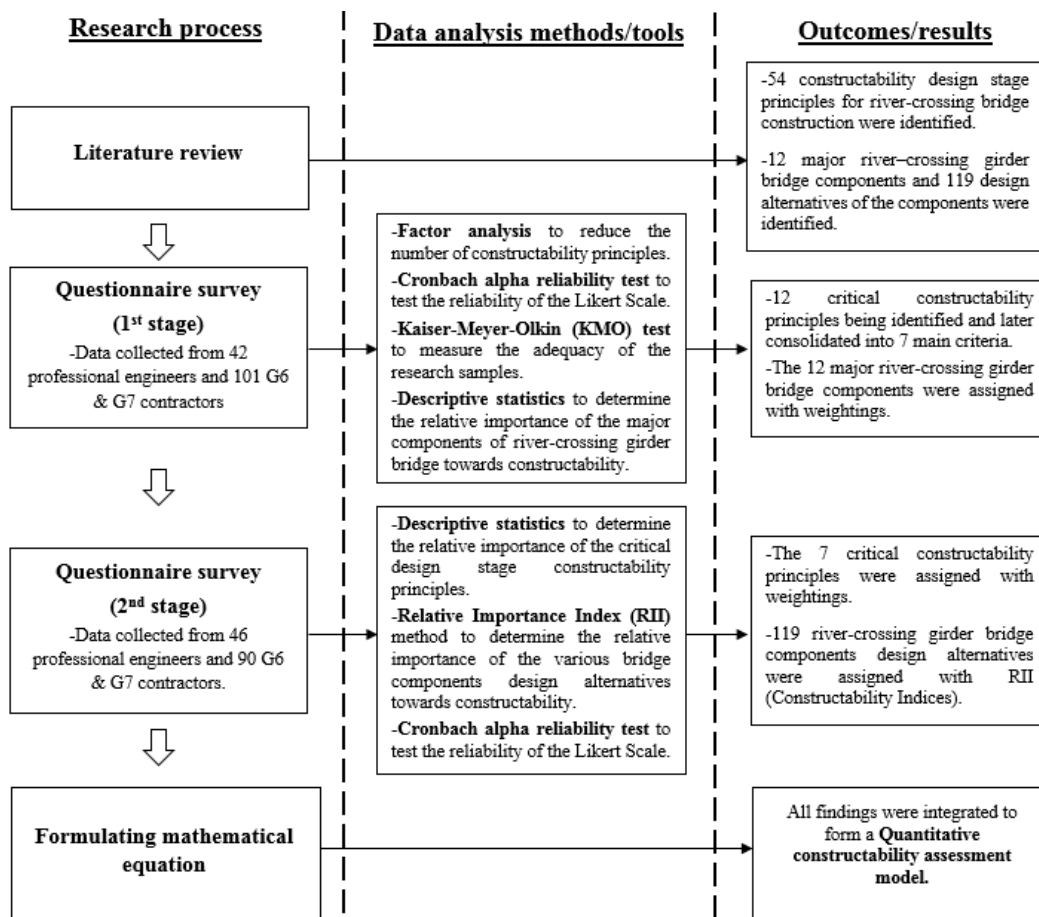 Research process
Data analysis methods/tools
Outcomes/results
Literature review
-54 constructability design stage
principles for river-crossing bridge
construction were identified.
-12 major river–crossing girder
bridge components and 119 design
alternatives of the components were
identified.
Questionnaire survey
(1st stage)
-Data collected from 42
professional engineers and 101 G6
& G7 contractors
-Factor analysis to reduce the
number of constructability principles.
-Cronbach alpha reliability test to
test the reliability of the Likert Scale.
-Kaiser-Meyer-Olkin (KMO) test
to measure the adequacy of the
research samples.
-Descriptive statistics to determine
the relative importance of the major
components of river-crossing girder
bridge towards constructability.
-12 critical constructability
principles being identified and later
consolidated into 7 main criteria.
-The 12 major river-crossing girder
bridge components were assigned
with weightings.
Questionnaire survey
(2nd stage)
-Data collected from 46
professional engineers and 90 G6
& G7 contractors.
-Descriptive statistics to determine
the relative importance of the critical
design stage constructability
principles.
-Relative Importance Index (RII)
method to determine the relative
importance of the various bridge
components design alternatives
towards constructability.
-Cronbach alpha reliability test to
test the reliability of the Likert Scale.
-The 7 critical constructability
principles were assigned with
weightings.
-119 river-crossing girder bridge
components design alternatives
were assigned with RII
(Constructability Indices).
Formulating mathematical
equation
All findings were integrated to
form a Quantitative
constructability assessment
model.